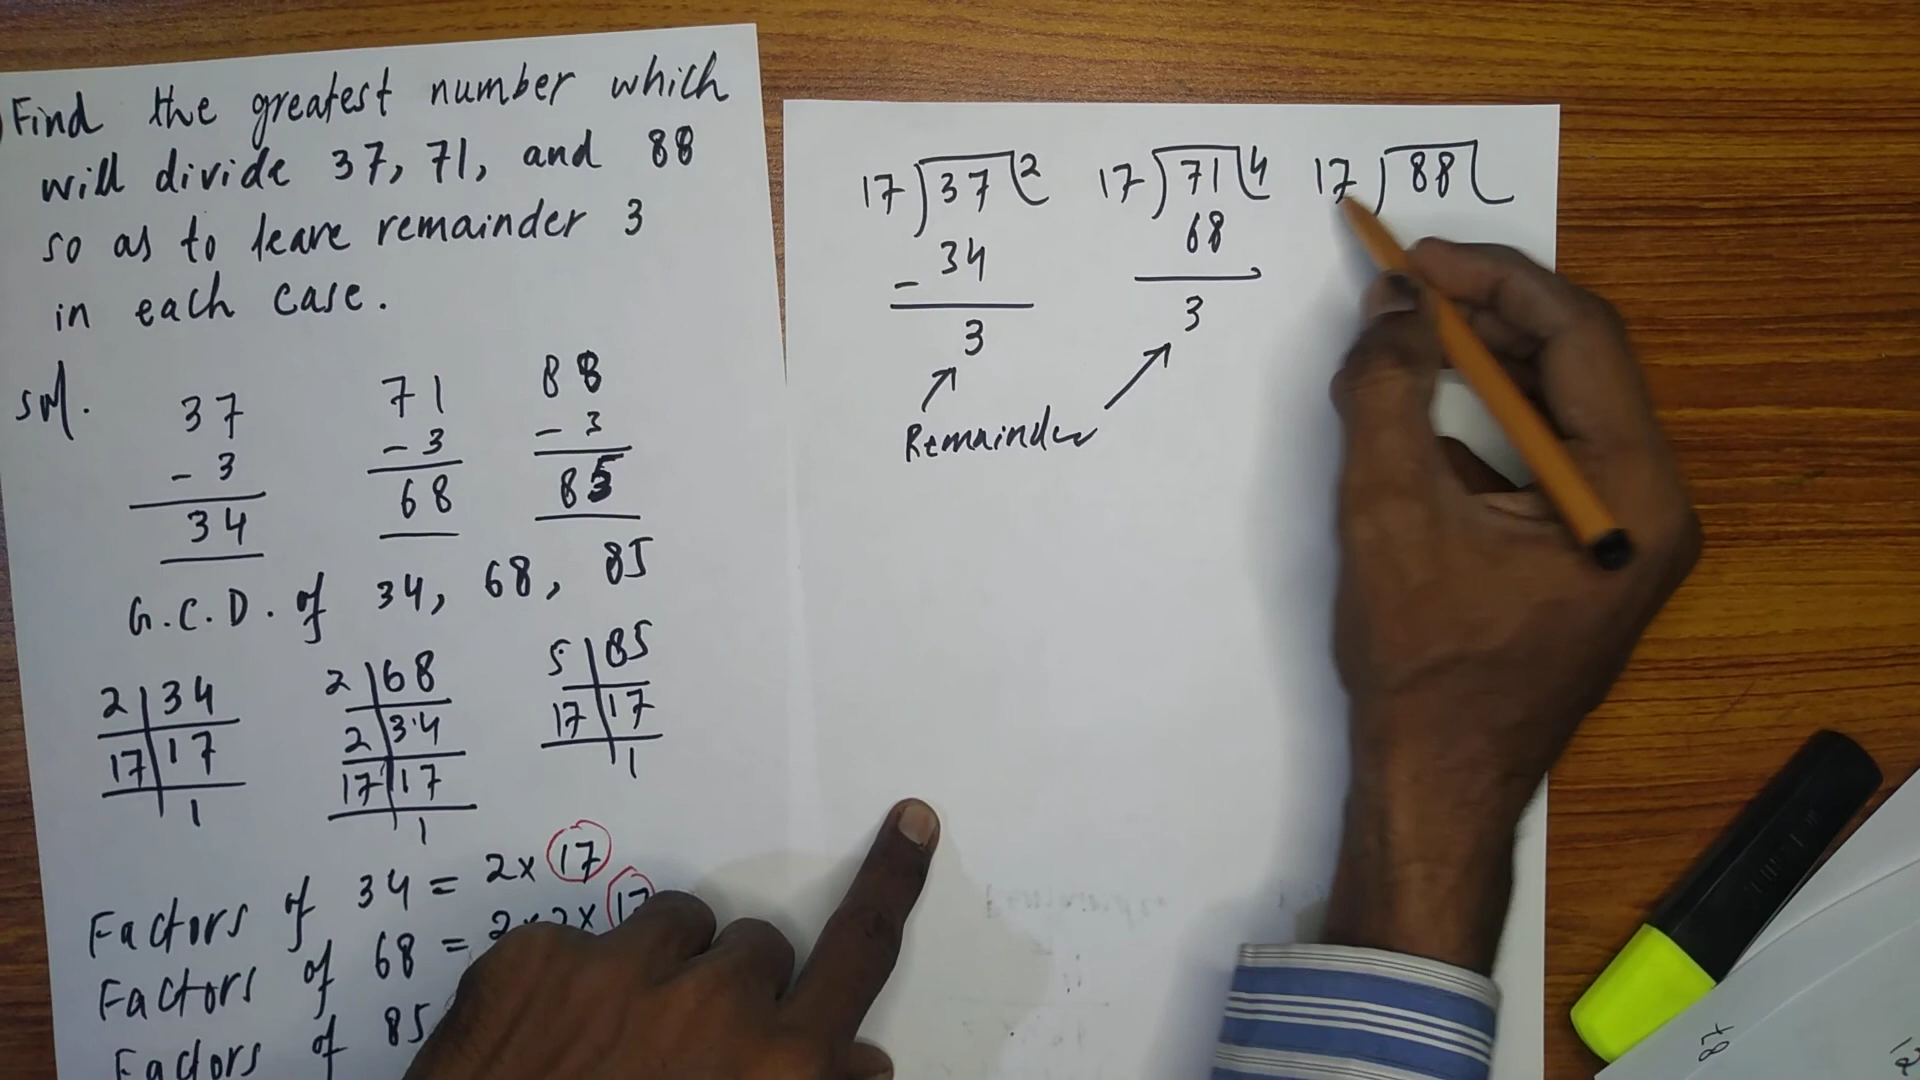 Find the greatest number which
will divide 37, 71, and 88
so as to leave remainder 3
in each case.
sol. 37 71 88
- 3 - 3 - 3
34 68 85
G.C.D. of 34, 68, 85
2 34 2 68 5 85
17 17 2 34 17 17
1 17 17 1
1
Factors of 34 = 2 x 17
Factors of 68 = 2 x 2 x 17
Factors of 85
17 ) 37 ( 2
- 34
3
17 ) 71 ( 4
68
3
17 ) 88 (
Remainder